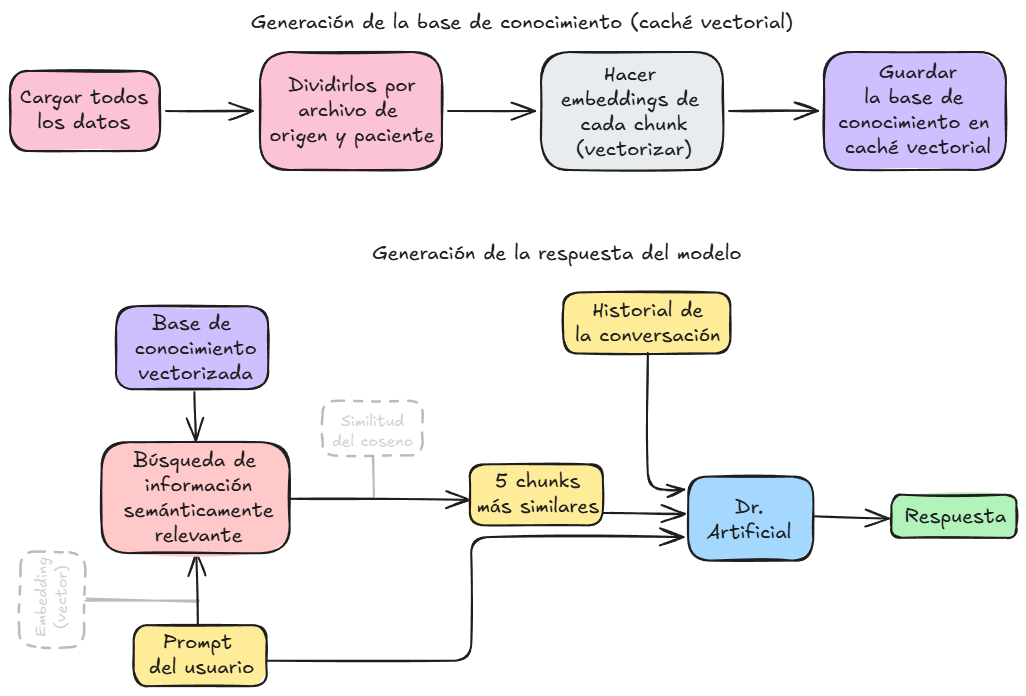 Generación de la base de conocimiento (caché vectorial)
Cargar todos
los datos
Dividirlos por
archivo de
origen y paciente
Hacer
embeddings de
cada chunk
(vectorizar)
Guardar
la base de
conocimiento en
caché vectorial
Generación de la respuesta del modelo
Base de
conocimiento
vectorizada
Historial de
la conversación
Similitud
del coseno
Búsqueda de
información
semánticamente
relevante
5 chunks
más similares
Dr.
Artificial
Respuesta
Embedding
(vector)
Prompt
del usuario